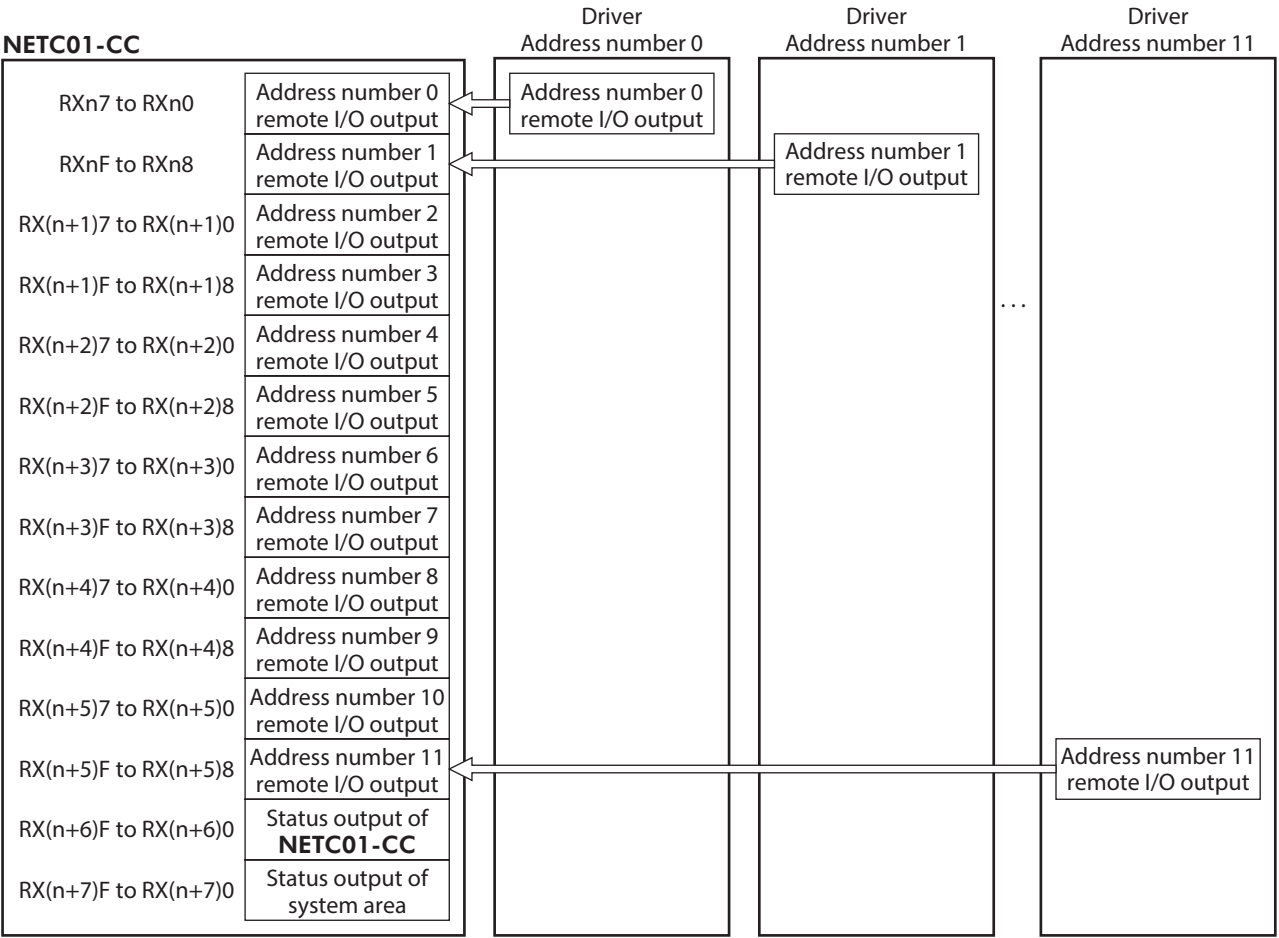 NETC01-CC
Driver
Address number 0
Driver
Address number 1
Driver
Address number 11
RXn7 to RXn0
Address number 0
remote I/O output
Address number 0
remote I/O output
RXnF to RXn8
Address number 1
remote I/O output
Address number 1
remote I/O output
RX(n+1)7 to RX(n+1)0
Address number 2
remote I/O output
RX(n+1)F to RX(n+1)8
Address number 3
remote I/O output
...
RX(n+2)7 to RX(n+2)0
Address number 4
remote I/O output
RX(n+2)F to RX(n+2)8
Address number 5
remote I/O output
RX(n+3)7 to RX(n+3)0
Address number 6
remote I/O output
RX(n+3)F to RX(n+3)8
Address number 7
remote I/O output
RX(n+4)7 to RX(n+4)0
Address number 8
remote I/O output
RX(n+4)F to RX(n+4)8
Address number 9
remote I/O output
RX(n+5)7 to RX(n+5)0
Address number 10
remote I/O output
RX(n+5)F to RX(n+5)8
Address number 11
remote I/O output
Address number 11
remote I/O output
RX(n+6)F to RX(n+6)0
Status output of
NETC01-CC
RX(n+7)F to RX(n+7)0
Status output of
system area